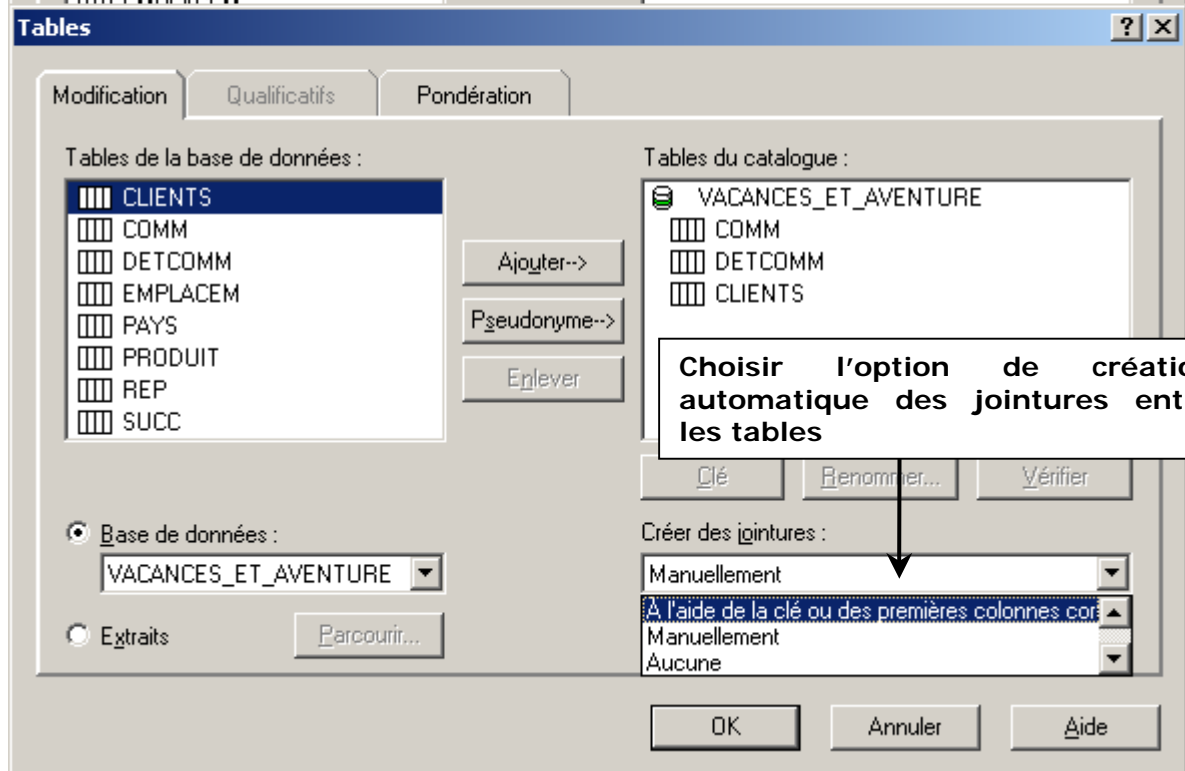 Tables
Modification
Qualificatifs
Pondération
Tables de la base de données :
CLIENTS
COMM
DETCOMM
EMPLACEM
PAYS
PRODUIT
REP
SUCC
Ajouter-->
Pseudonyme-->
Enlever
Tables du catalogue :
VACANCES_ET_AVENTURE
COMM
DETCOMM
CLIENTS
Choisir l'option de créatio
automatique des jointures ent
les tables
Clé
Renommer...
Vérifier
Base de données :
VACANCES_ET_AVENTURE
Extraits
Parcourir...
Créer des jointures :
Manuellement
À l'aide de la clé ou des premières colonnes cor
Manuellement
Aucune
OK
Annuler
Aide